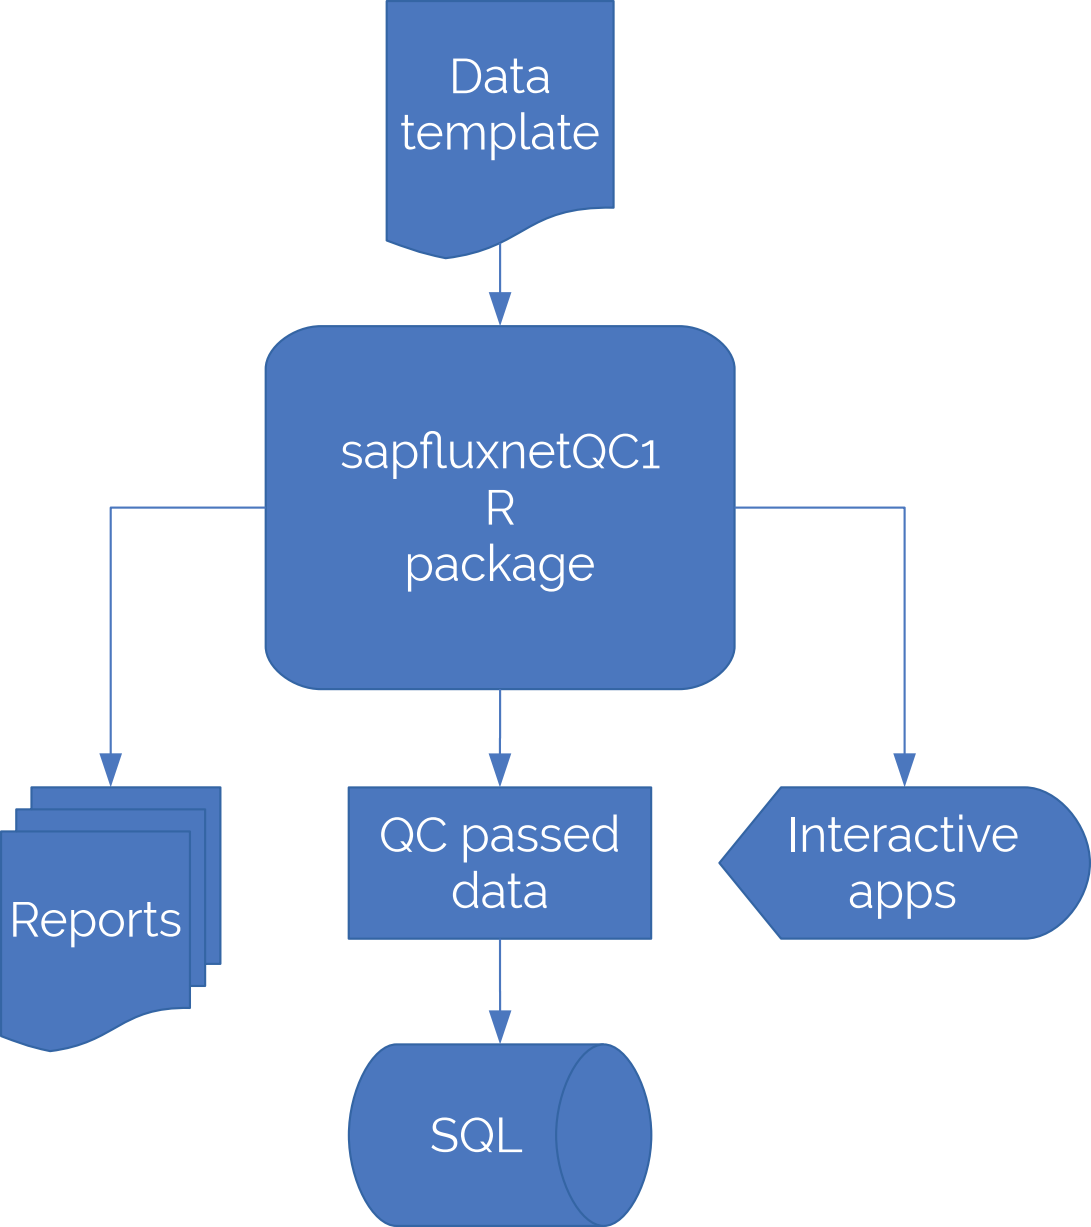 Data
template
sapfluxnetQC1
R
package
Reports
QC passed
data
Interactive
apps
SQL